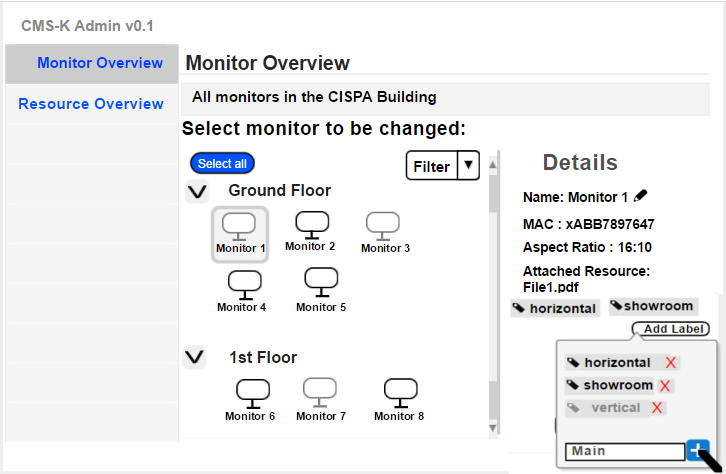 CMS-K Admin v0.1
Monitor Overview
Resource Overview
Monitor Overview
All monitors in the CISPA Building
Select monitor to be changed:
Select all
Filter
Ground Floor
Monitor 1
Monitor 2
Monitor 3
Monitor 4
Monitor 5
1st Floor
Monitor 6
Monitor 7
Monitor 8
Details
Name: Monitor 1
MAC : xABB7897647
Aspect Ratio : 16:10
Attached Resource:
File1.pdf
horizontal
showroom
Add Label
horizontal X
showroom X
vertical X
Main +